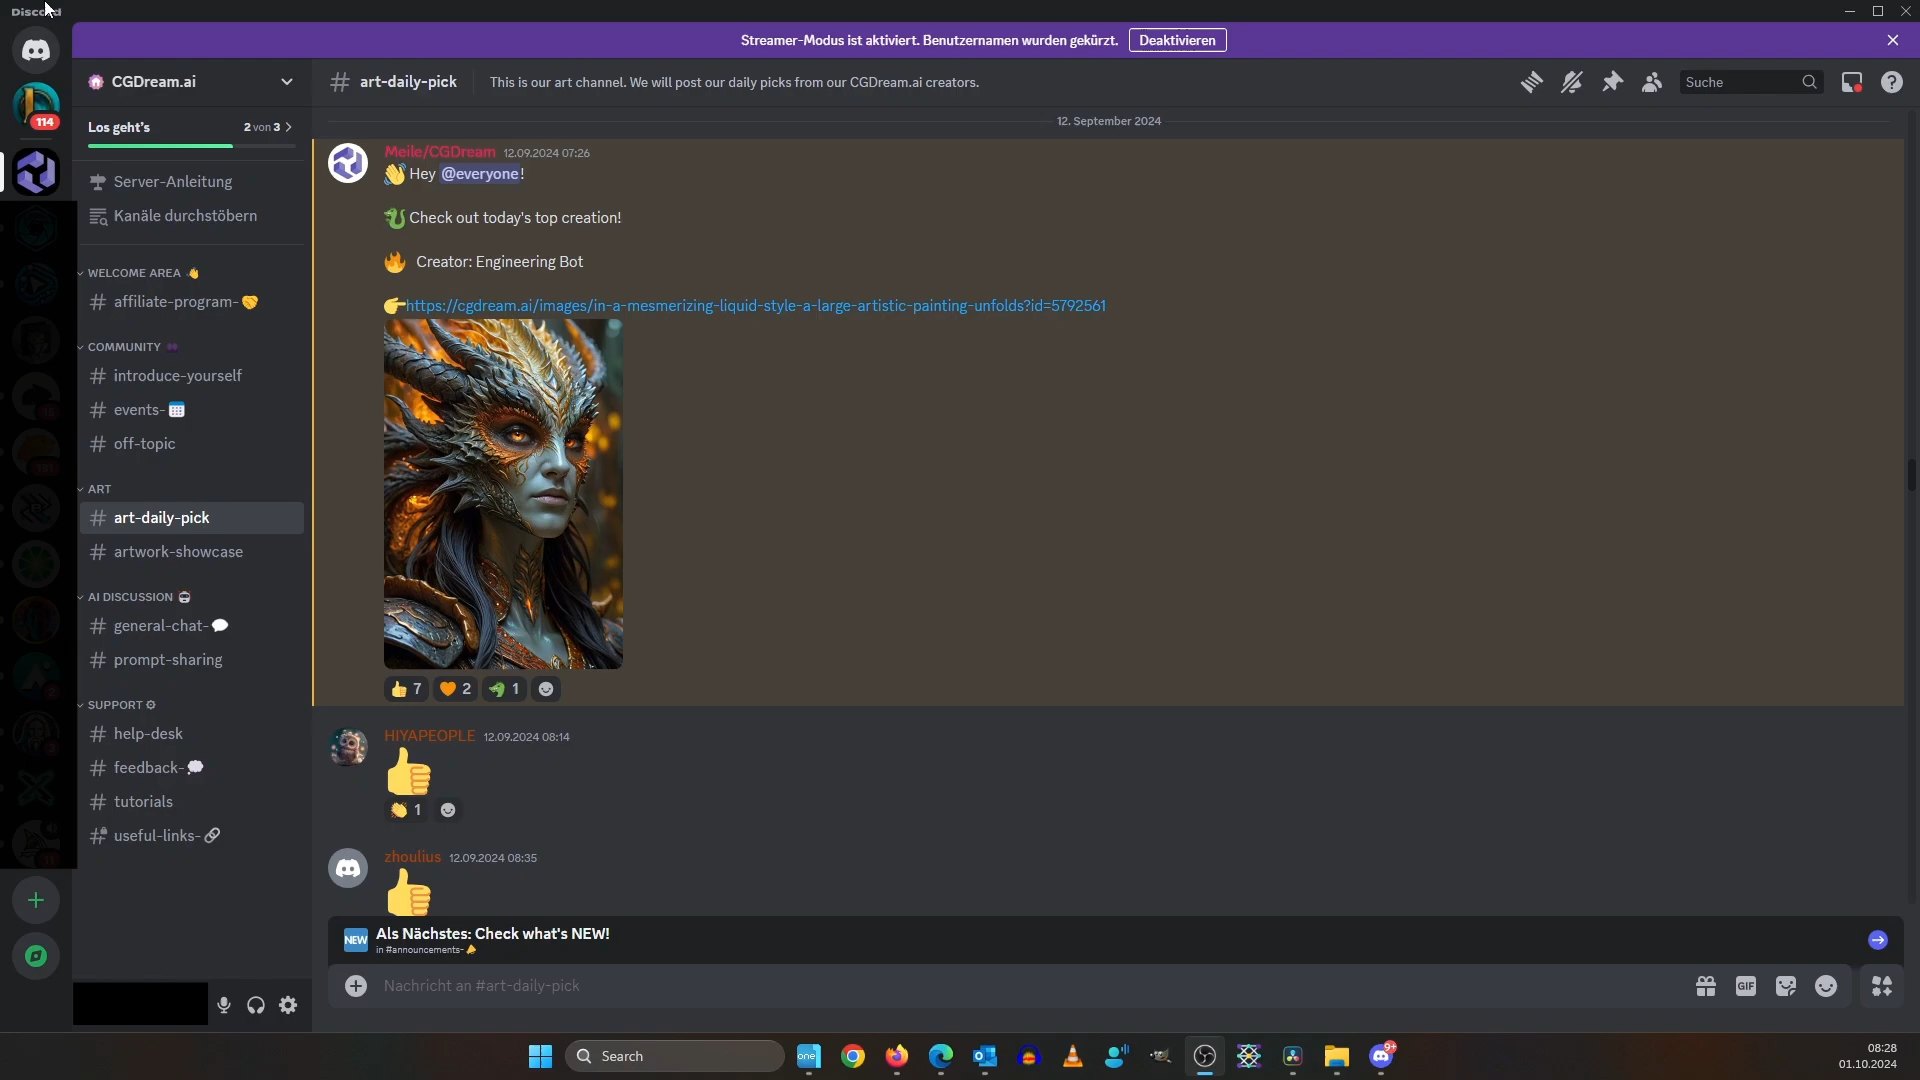 Discord
Streamer-Modus ist aktiviert. Benutzernamen wurden gekürzt.
Deaktivieren
114
CGDream.ai
Los geht's
2 von 3
Server-Anleitung
Kanäle durchstöbern
WELCOME AREA 👋
affiliate-program-🤝
COMMUNITY
introduce-yourself
events-📅
off-topic
ART
art-daily-pick
artwork-showcase
AI DISCUSSION 🤖
general-chat-💬
prompt-sharing
SUPPORT ⚙
help-desk
feedback-💭
tutorials
useful-links-🔗
# art-daily-pick
This is our art channel. We will post our daily picks from our CGDream.ai creators.
Suche
12. September 2024
Meile/CGDream 12.09.2024 07:26
👋 Hey @everyone!
🐉 Check out today's top creation!
🔥 Creator: Engineering Bot
👉 https://cgdream.ai/images/in-a-mesmerizing-liquid-style-a-large-artistic-painting-unfolds?id=5792561
👍 7 🧡 2 🐲 1
HIYAPEOPLE 12.09.2024 08:14
👍
👏 1
zhoulius 12.09.2024 08:35
👍
NEW
Als Nächstes: Check what's NEW!
in #announcements-📣
Nachricht an #art-daily-pick
GIF
Search
one
9+
08:28
01.10.2024